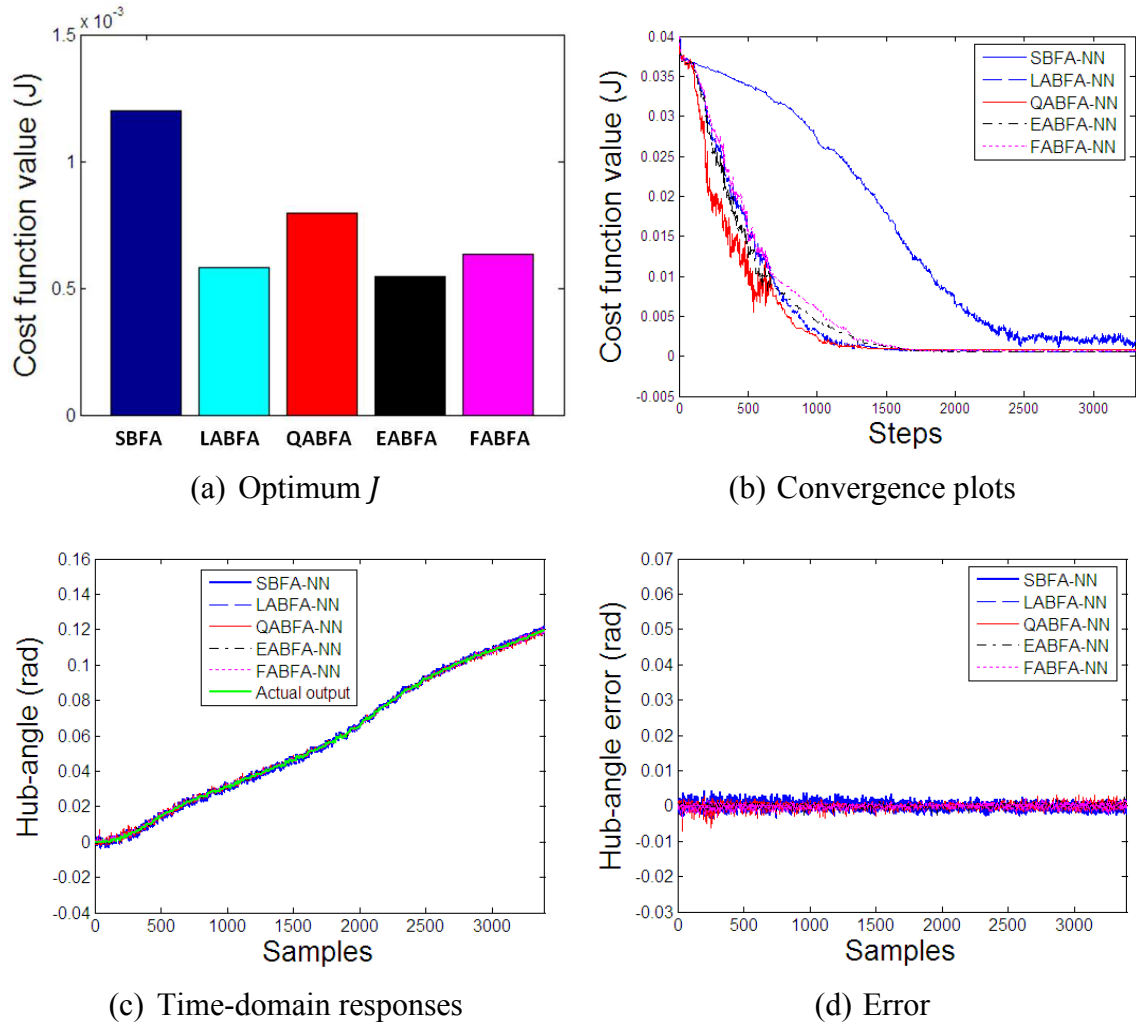 x 10⁻³
1.5
1
0.5
0
Cost function value (J)
SBFA LABFA QABFA EABFA FABFA
(a) Optimum J
0.04
0.035
0.03
0.025
0.02
0.015
0.01
0.005
0
-0.005
Cost function value (J)
SBFA-NN
LABFA-NN
QABFA-NN
EABFA-NN
FABFA-NN
0 500 1000 1500 2000 2500 3000
Steps
(b) Convergence plots
0.16
0.14
0.12
0.1
0.08
0.06
0.04
0.02
0
-0.02
-0.04
Hub-angle (rad)
SBFA-NN
LABFA-NN
QABFA-NN
EABFA-NN
FABFA-NN
Actual output
0 500 1000 1500 2000 2500 3000
Samples
(c) Time-domain responses
0.07
0.06
0.05
0.04
0.03
0.02
0.01
0
-0.01
-0.02
-0.03
Hub-angle error (rad)
SBFA-NN
LABFA-NN
QABFA-NN
EABFA-NN
FABFA-NN
0 500 1000 1500 2000 2500 3000
Samples
(d) Error